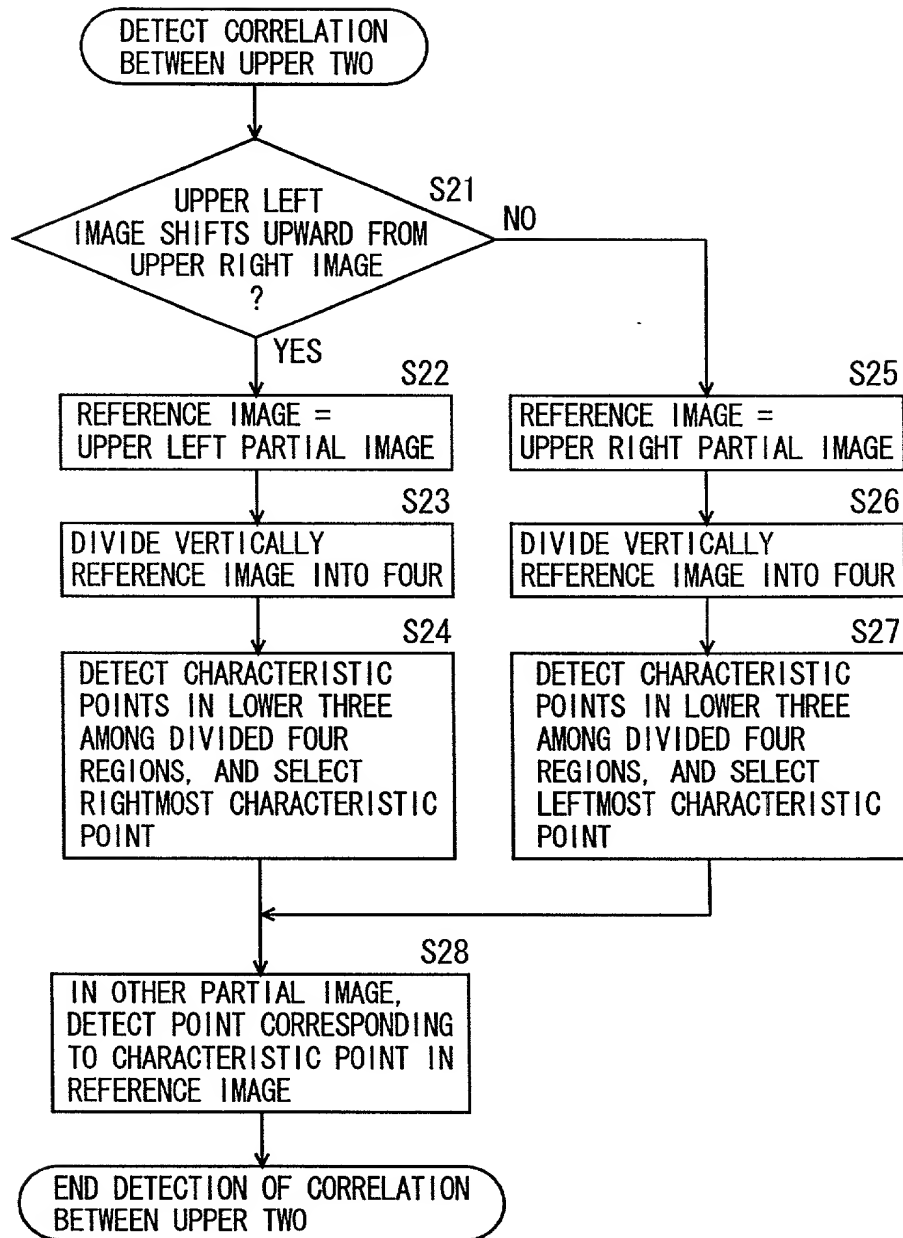 DETECT CORRELATION
BETWEEN UPPER TWO
S21
UPPER LEFT
IMAGE SHIFTS UPWARD FROM
UPPER RIGHT IMAGE
?
NO
YES
S22
REFERENCE IMAGE =
UPPER LEFT PARTIAL IMAGE
S25
REFERENCE IMAGE =
UPPER RIGHT PARTIAL IMAGE
S23
DIVIDE VERTICALLY
REFERENCE IMAGE INTO FOUR
S26
DIVIDE VERTICALLY
REFERENCE IMAGE INTO FOUR
S24
DETECT CHARACTERISTIC
POINTS IN LOWER THREE
AMONG DIVIDED FOUR
REGIONS, AND SELECT
RIGHTMOST CHARACTERISTIC
POINT
S27
DETECT CHARACTERISTIC
POINTS IN LOWER THREE
AMONG DIVIDED FOUR
REGIONS, AND SELECT
LEFTMOST CHARACTERISTIC
POINT
S28
IN OTHER PARTIAL IMAGE,
DETECT POINT CORRESPONDING
TO CHARACTERISTIC POINT IN
REFERENCE IMAGE
END DETECTION OF CORRELATION
BETWEEN UPPER TWO